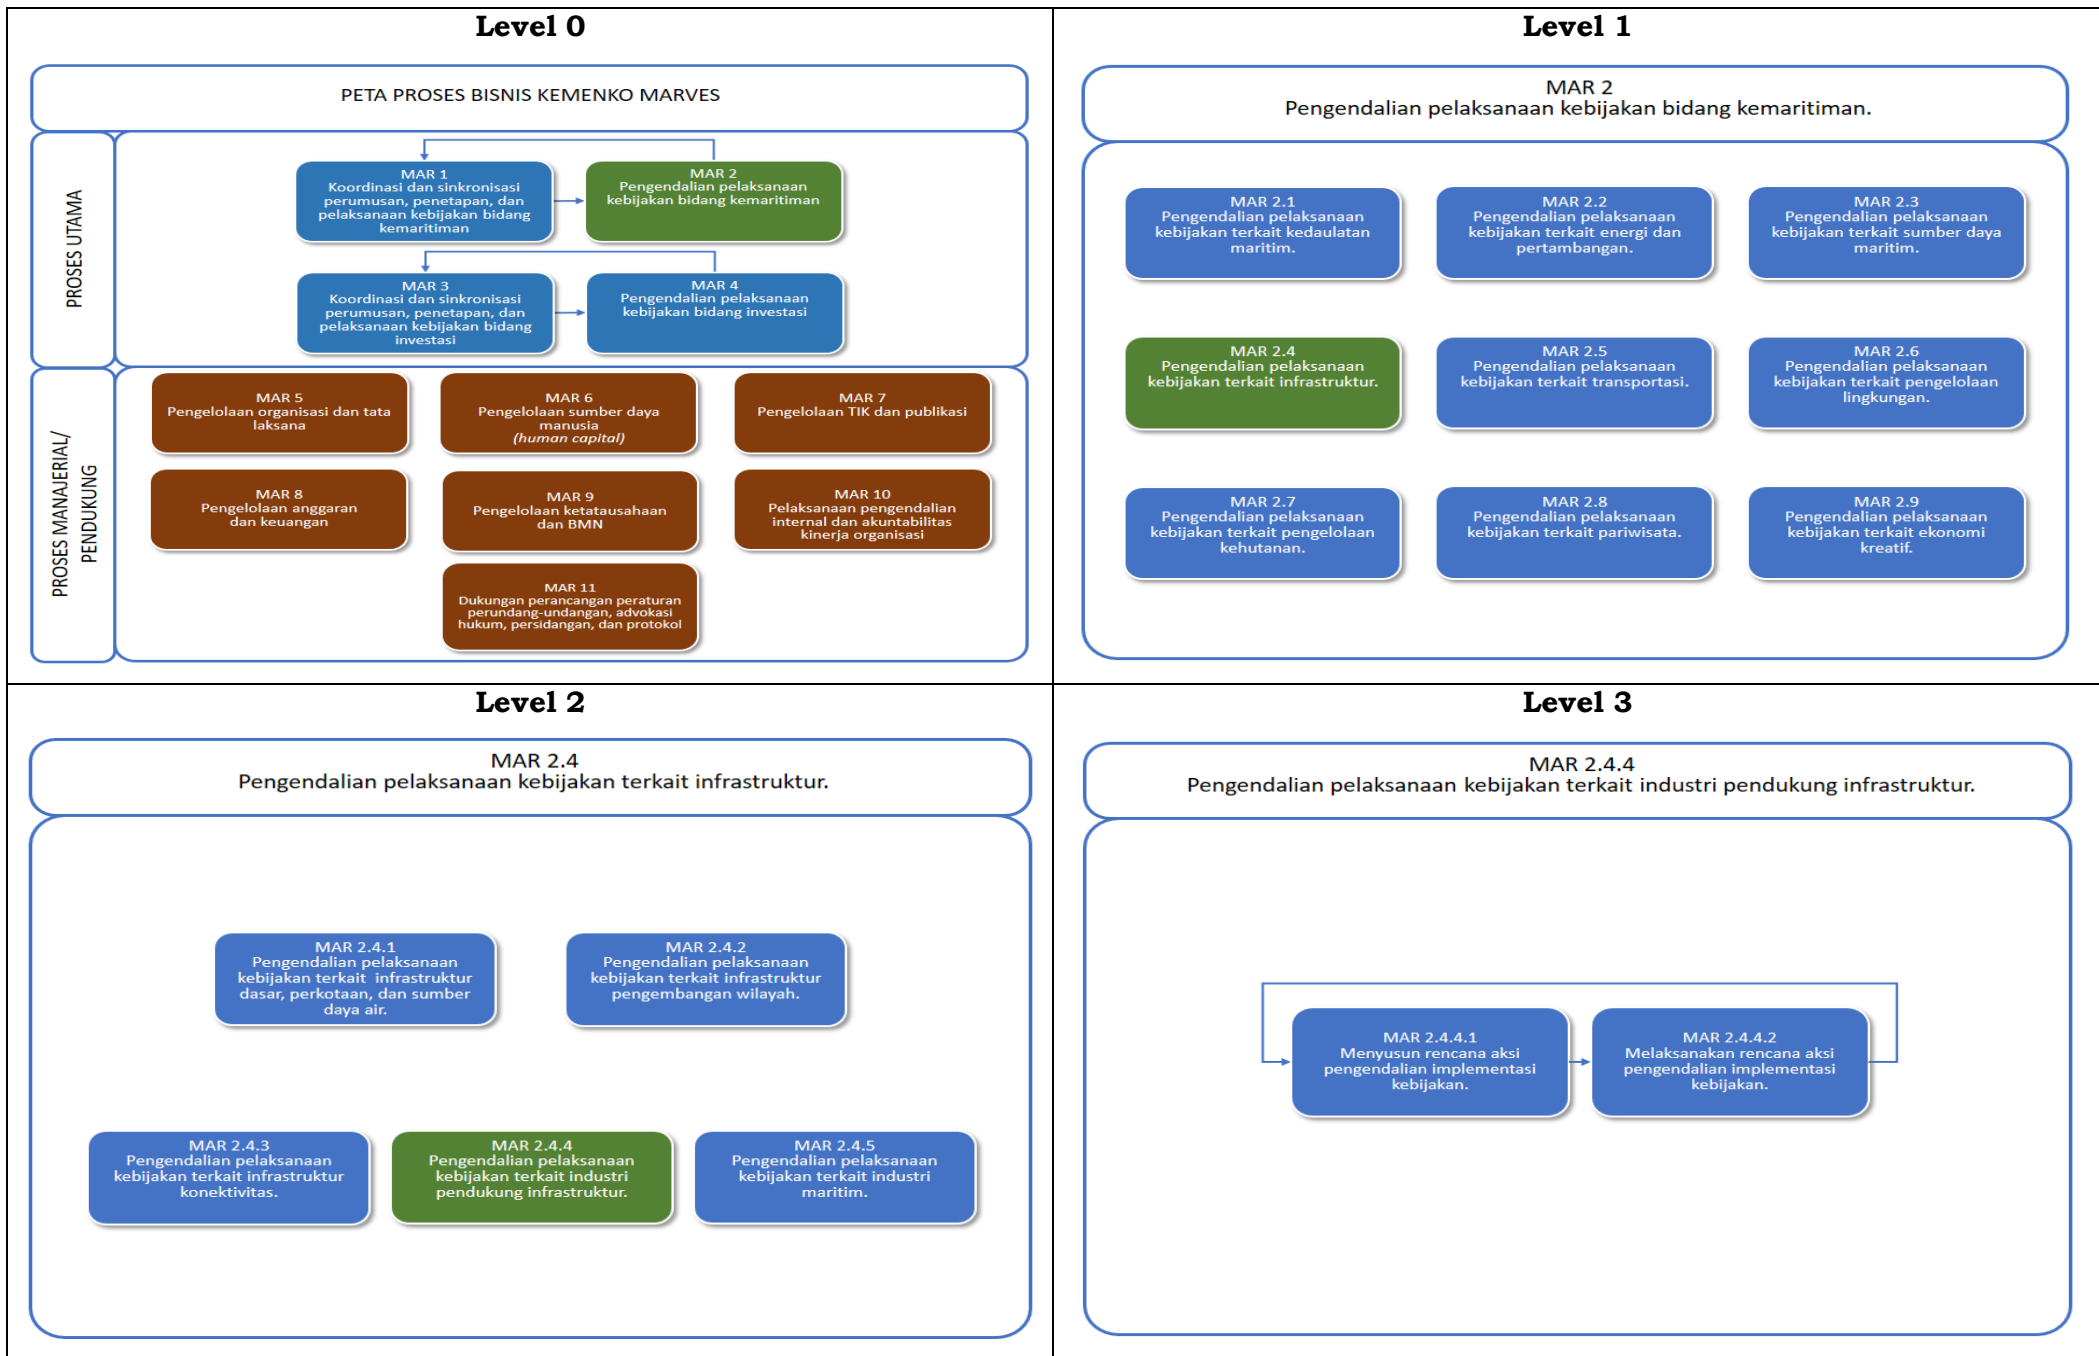 Level 0
PETA PROSES BISNIS KEMENKO MARVES
PROSES UTAMA
MAR 1
Koordinasi dan sinkronisasi
perumusan, penetapan, dan
pelaksanaan kebijakan bidang
kemaritiman
MAR 2
Pengendalian pelaksanaan
kebijakan bidang kemaritiman
MAR 3
Koordinasi dan sinkronisasi
perumusan, penetapan, dan
pelaksanaan kebijakan bidang
investasi
MAR 4
Pengendalian pelaksanaan
kebijakan bidang investasi
PROSES MANAJERIAL/
PENDUKUNG
MAR 5
Pengelolaan organisasi dan tata
laksana
MAR 6
Pengelolaan sumber daya
manusia
(human capital)
MAR 7
Pengelolaan TIK dan publikasi
MAR 8
Pengelolaan anggaran
dan keuangan
MAR 9
Pengelolaan ketatausahaan
dan BMN
MAR 10
Pelaksanaan pengendalian
internal dan akuntabilitas
kinerja organisasi
MAR 11
Dukungan perancangan peraturan
perundang-undangan, advokasi
hukum, persidangan, dan protokol
Level 1
MAR 2
Pengendalian pelaksanaan kebijakan bidang kemaritiman.
MAR 2.1
Pengendalian pelaksanaan
kebijakan terkait kedaulatan
maritim.
MAR 2.2
Pengendalian pelaksanaan
kebijakan terkait energi dan
pertambangan.
MAR 2.3
Pengendalian pelaksanaan
kebijakan terkait sumber daya
maritim.
MAR 2.4
Pengendalian pelaksanaan
kebijakan terkait infrastruktur.
MAR 2.5
Pengendalian pelaksanaan
kebijakan terkait transportasi.
MAR 2.6
Pengendalian pelaksanaan
kebijakan terkait pengelolaan
lingkungan.
MAR 2.7
Pengendalian pelaksanaan
kebijakan terkait pengelolaan
kehutanan.
MAR 2.8
Pengendalian pelaksanaan
kebijakan terkait pariwisata.
MAR 2.9
Pengendalian pelaksanaan
kebijakan terkait ekonomi
kreatif.
Level 2
MAR 2.4
Pengendalian pelaksanaan kebijakan terkait infrastruktur.
MAR 2.4.1
Pengendalian pelaksanaan
kebijakan terkait infrastruktur
dasar, perkotaan, dan sumber
daya air.
MAR 2.4.2
Pengendalian pelaksanaan
kebijakan terkait infrastruktur
pengembangan wilayah.
MAR 2.4.3
Pengendalian pelaksanaan
kebijakan terkait infrastruktur
konektivitas.
MAR 2.4.4
Pengendalian pelaksanaan
kebijakan terkait industri
pendukung infrastruktur.
MAR 2.4.5
Pengendalian pelaksanaan
kebijakan terkait industri
maritim.
Level 3
MAR 2.4.4
Pengendalian pelaksanaan kebijakan terkait industri pendukung infrastruktur.
MAR 2.4.4.1
Menyusun rencana aksi
pengendalian implementasi
kebijakan.
MAR 2.4.4.2
Melaksanakan rencana aksi
pengendalian implementasi
kebijakan.